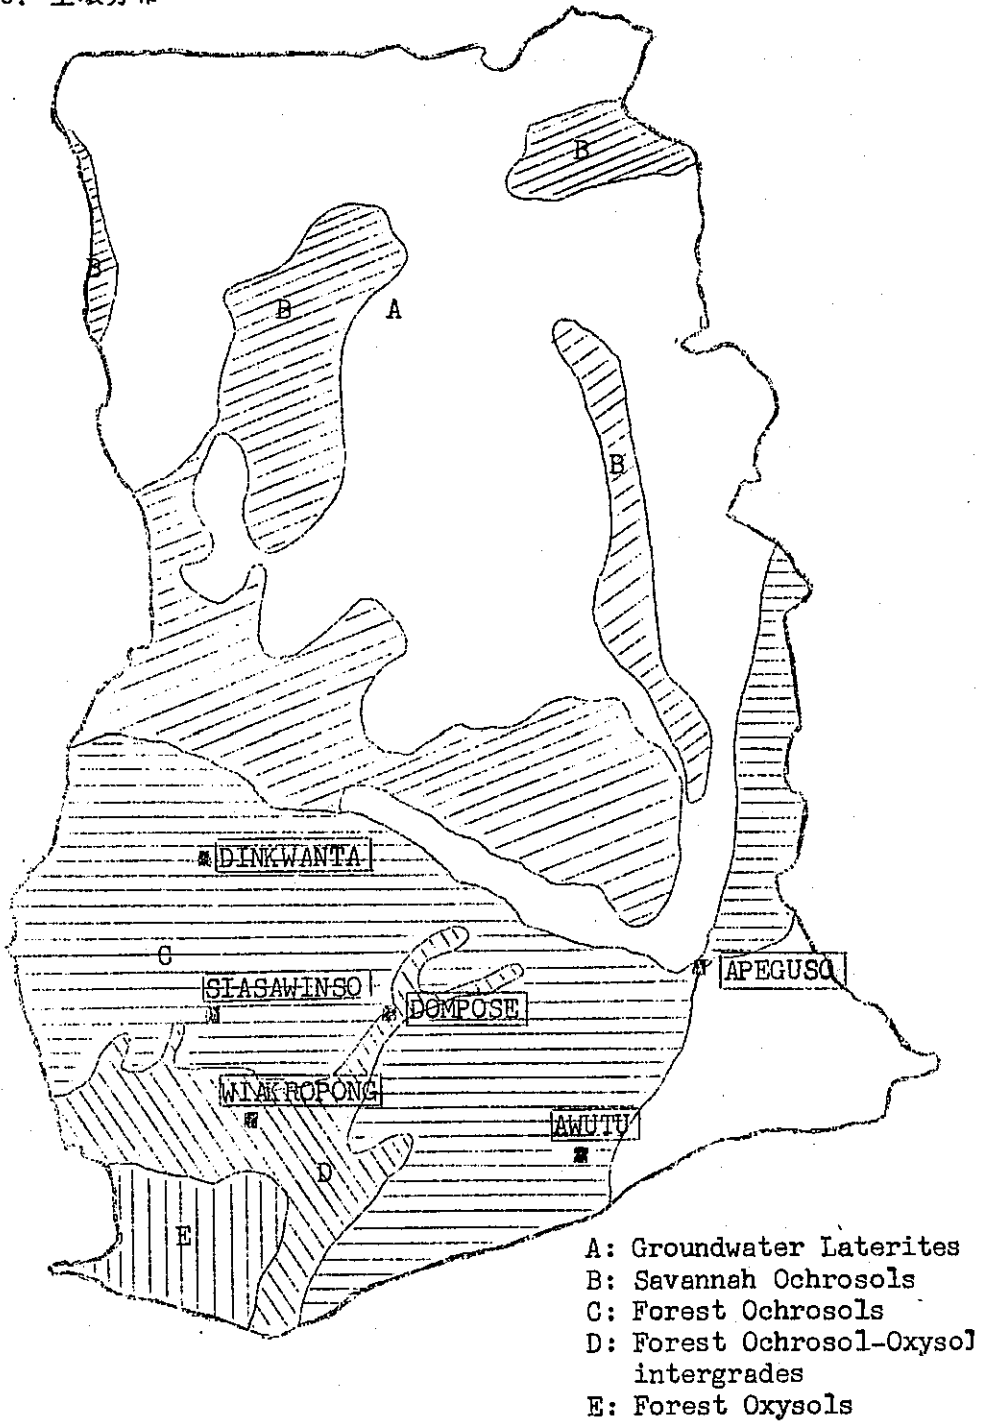 B
B
B
A
B
DINKWANTA
C
APEGUSO
SIASAWINSO
DOMPOSE
WIAKROPONG
AWUTU
D
E
A: Groundwater Laterites
B: Savannah Ochrosols
C: Forest Ochrosols
D: Forest Ochrosol-Oxysol
intergrades
E: Forest Oxysols